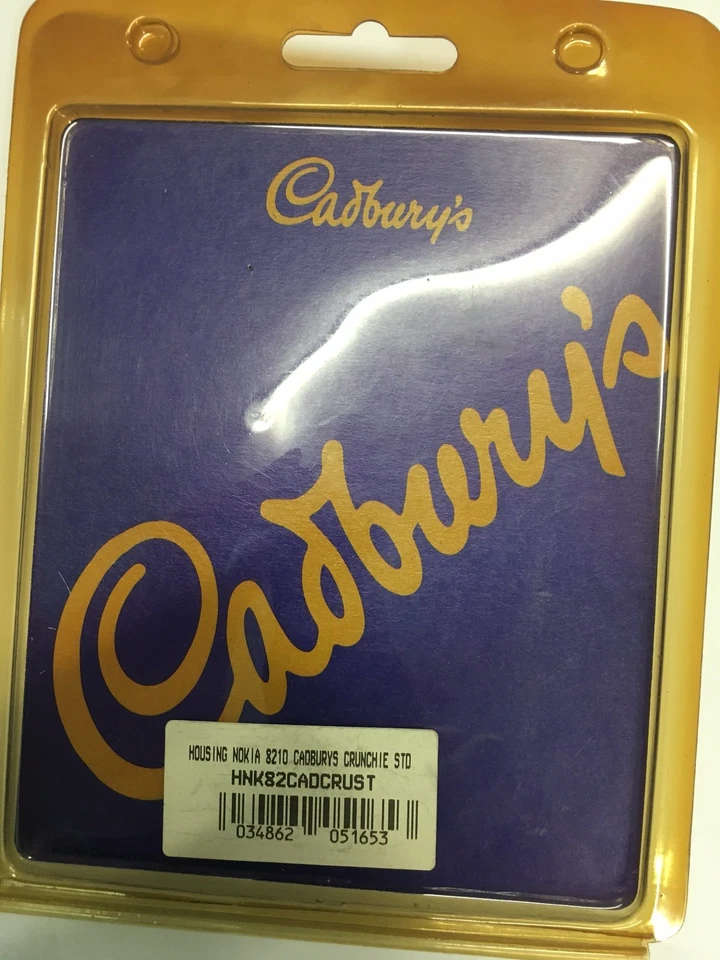 Cadbury's
Cadbury's
HOUSING NOKIA 8210 CADBURYS CRUNCHIE STD
HNK82CADCRUST
034862 051653